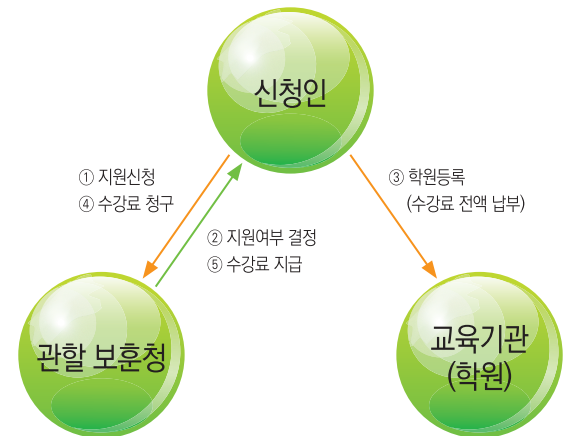 신청인
① 지원신청
④ 수강료 청구
③ 학원등록
(수강료 전액 납부)
② 지원여부 결정
⑤ 수강료 지급
관할 보훈청
교육기관
(학원)